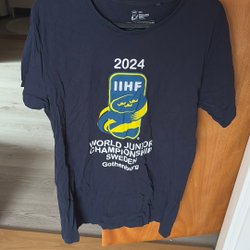 2024
IIHF
WORLD JUNIOR
CHAMPIONSHIP
SWEDEN
Gothenburg